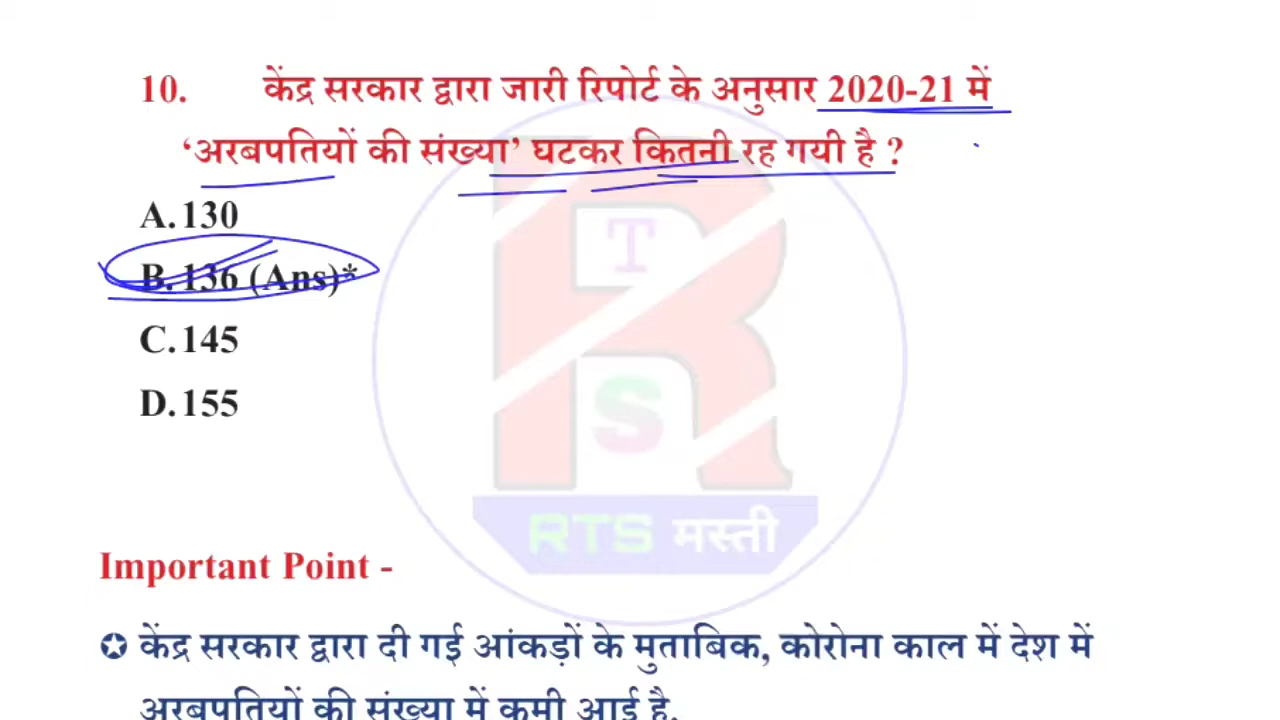 10. केंद्र सरकार द्वारा जारी रिपोर्ट के अनुसार 2020-21 में
‘अरबपतियों की संख्या’ घटकर कितनी रह गयी है ?
A. 130
B. 136 (Ans)*
C. 145
D. 155
T
R
S
RTS मस्ती
Important Point -
✪ केंद्र सरकार द्वारा दी गई आंकड़ों के मुताबिक, कोरोना काल में देश में
अरबपतियों की संख्या में कमी आई है.